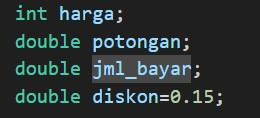 int harga;
double potongan;
double jml_bayar;
double diskon=0.15;